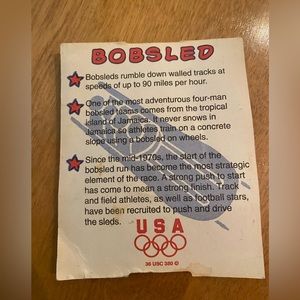 BOBSLED
Bobsleds rumble down walled tracks at
speeds of up to 90 miles per hour.
One of the most adventurous four-man
bobsled teams comes from the tropical
island of Jamaica. It never snows in
Jamaica so athletes train on a concrete
slope using a bobsled on wheels.
Since the mid-1970s, the start of the
bobsled run has become the most strategic
element of the race. A strong push to start
has come to mean a strong finish. Track
and field athletes, as well as football stars,
have been recruited to push and drive
the sleds.
USA
36 USC 380